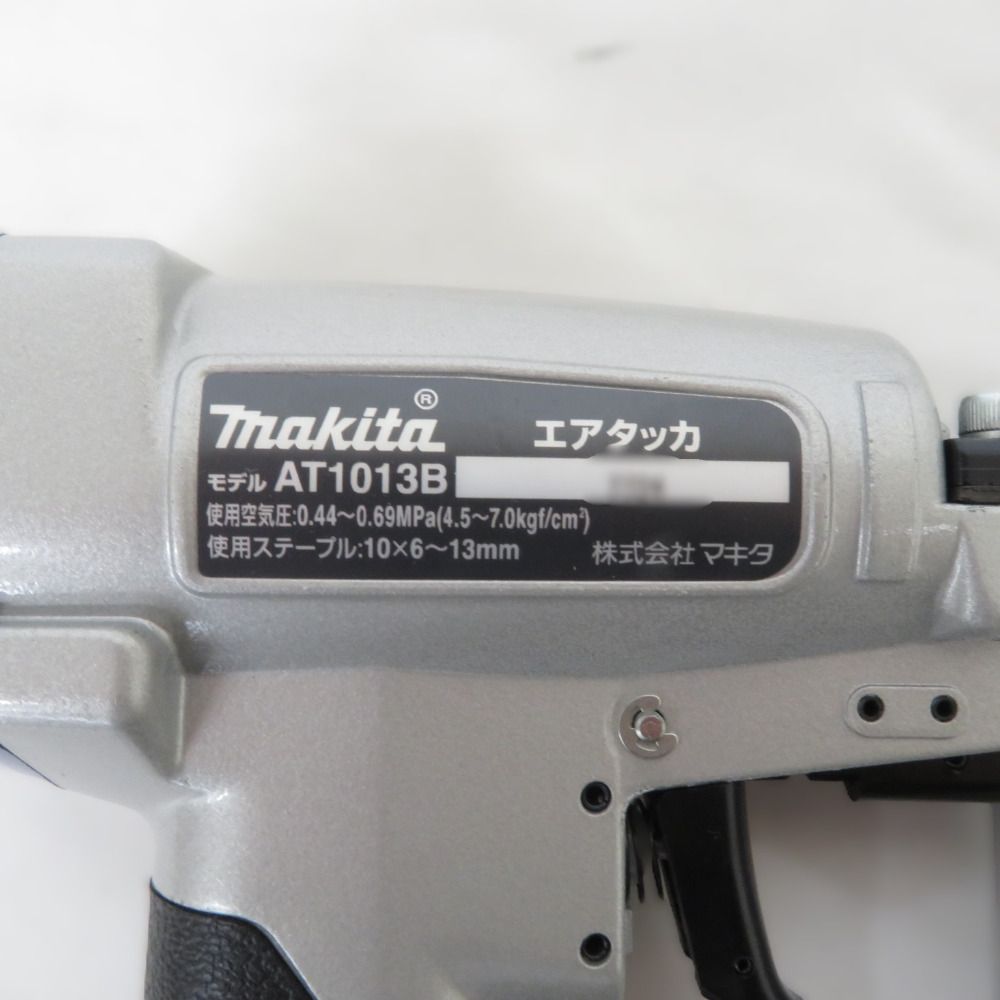 makita® エアタッカ
モデル AT1013B
使用空気圧:0.44～0.69MPa(4.5～7.0kgf/cm²)
使用ステープル:10×6～13mm 株式会社 マキタ